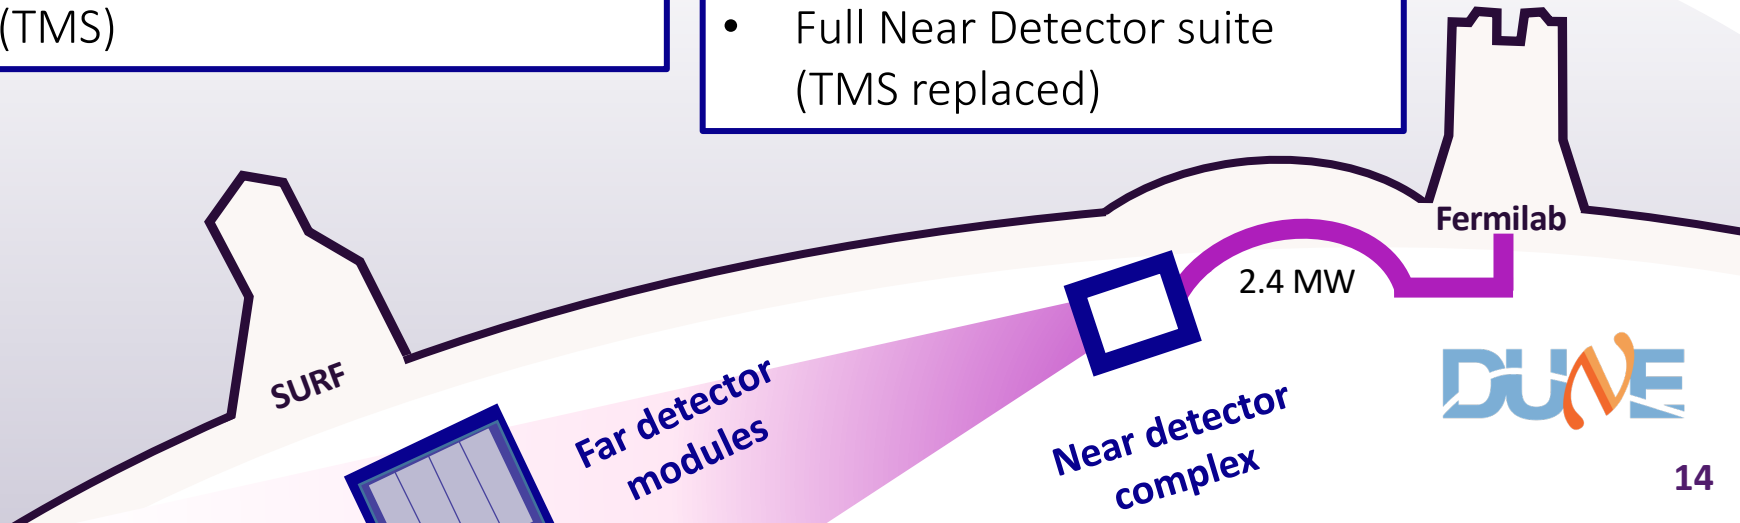 (TMS)
• Full Near Detector suite
(TMS replaced)
Fermilab
2.4 MW
SURF
Far detector
modules
Near detector
complex
DUNE
14